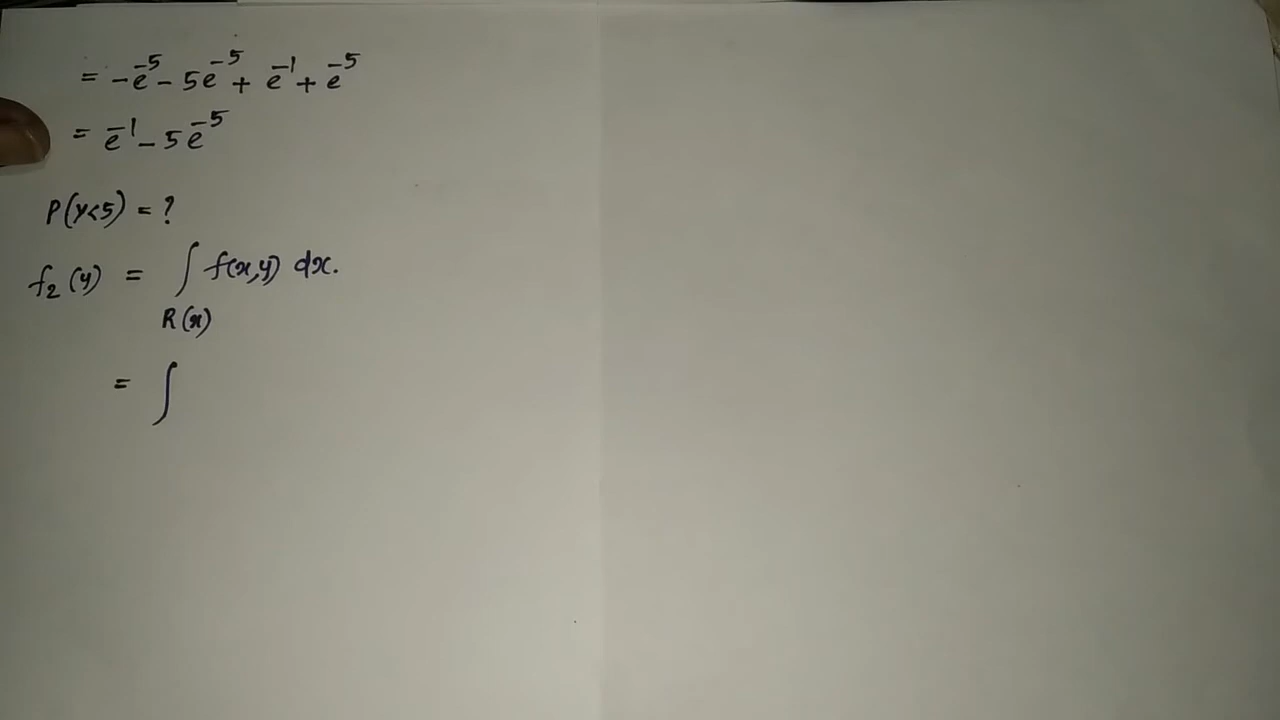 = -e⁻⁵ - 5e⁻⁵ + e⁻¹ + e⁻⁵
= e⁻¹ - 5e⁻⁵
P(Y<5) = ?
f₂(y) = ∫ f(x,y) dx.
R(x)
= ∫